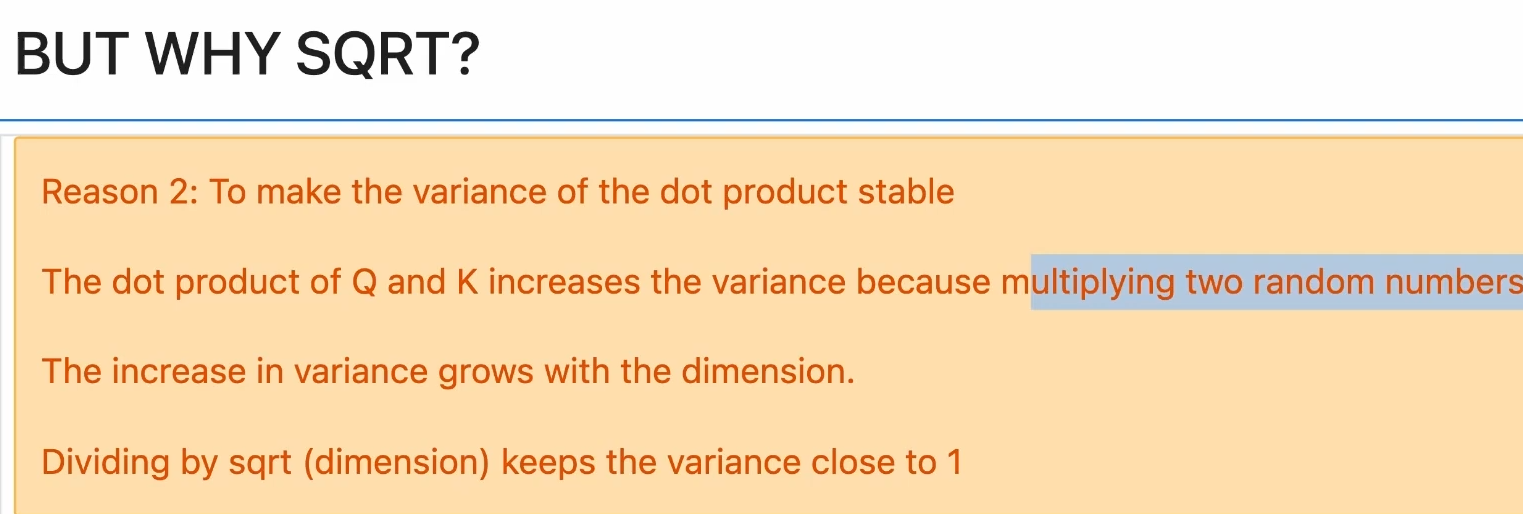 BUT WHY SQRT?
Reason 2: To make the variance of the dot product stable
The dot product of Q and K increases the variance because multiplying two random numbers
The increase in variance grows with the dimension.
Dividing by sqrt (dimension) keeps the variance close to 1